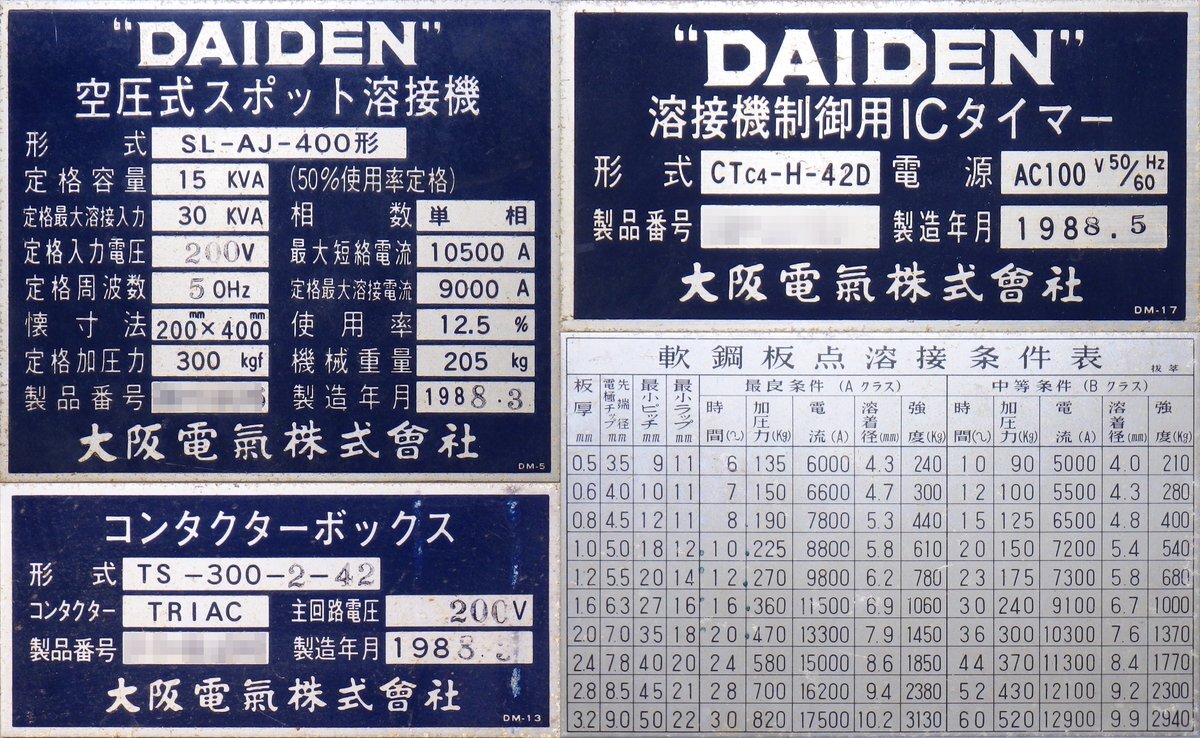 “DAIDEN”
空圧式スポット溶接機
形式 SL-AJ-400形
定格容量 15 KVA (50%使用率定格)
定格最大溶接入力 30 KVA 相数 単相
定格入力電圧 200V 最大短絡電流 10500 A
定格周波数 50Hz 定格最大溶接電流 9000 A
懐寸法 200mm×400mm 使用率 12.5 %
定格加圧力 300 kgf 機械重量 205 kg
製品番号 製造年月 1988.3
大阪電氣株式會社
DM-5
“DAIDEN”
溶接機制御用ICタイマー
形式 CTC4-H-42D 電源 AC100V 50/60Hz
製品番号 製造年月 1988.5
大阪電氣株式會社
DM-17
コンタクターボックス
形式 TS-300-2-42
コンタクター TRIAC 主回路電圧 200V
製品番号 製造年月 1988.3
大阪電氣株式會社
DM-13
軟鋼板点溶接条件表
抜萃
板厚mm 電極チップ先端径mm 最小ピッチmm 最小ラップmm 最良条件(Aクラス) 中等条件(Bクラス)
時間(~) 加圧力(Kg) 電流(A) 溶着径(mm) 強度(Kg) 時間(~) 加圧力(Kg) 電流(A) 溶着径(mm) 強度(Kg)
0.5 3.5 9 11 6 135 6000 4.3 240 10 90 5000 4.0 210
0.6 4.0 10 11 7 150 6600 4.7 300 12 100 5500 4.3 280
0.8 4.5 12 11 8 190 7800 5.3 440 15 125 6500 4.8 400
1.0 5.0 18 12 10 225 8800 5.8 610 20 150 7200 5.4 540
1.2 5.5 20 14 12 270 9800 6.2 780 23 175 7300 5.8 680
1.6 6.3 27 16 16 360 11500 6.9 1060 30 240 9100 6.7 1000
2.0 7.0 35 18 20 470 13300 7.9 1450 36 300 10300 7.6 1370
2.4 7.8 40 20 24 580 15000 8.6 1850 44 370 11300 8.4 1770
2.8 8.5 45 21 28 700 16200 9.4 2380 52 430 12100 9.2 2300
3.2 9.0 50 22 30 820 17500 10.2 3130 60 520 12900 9.9 2940